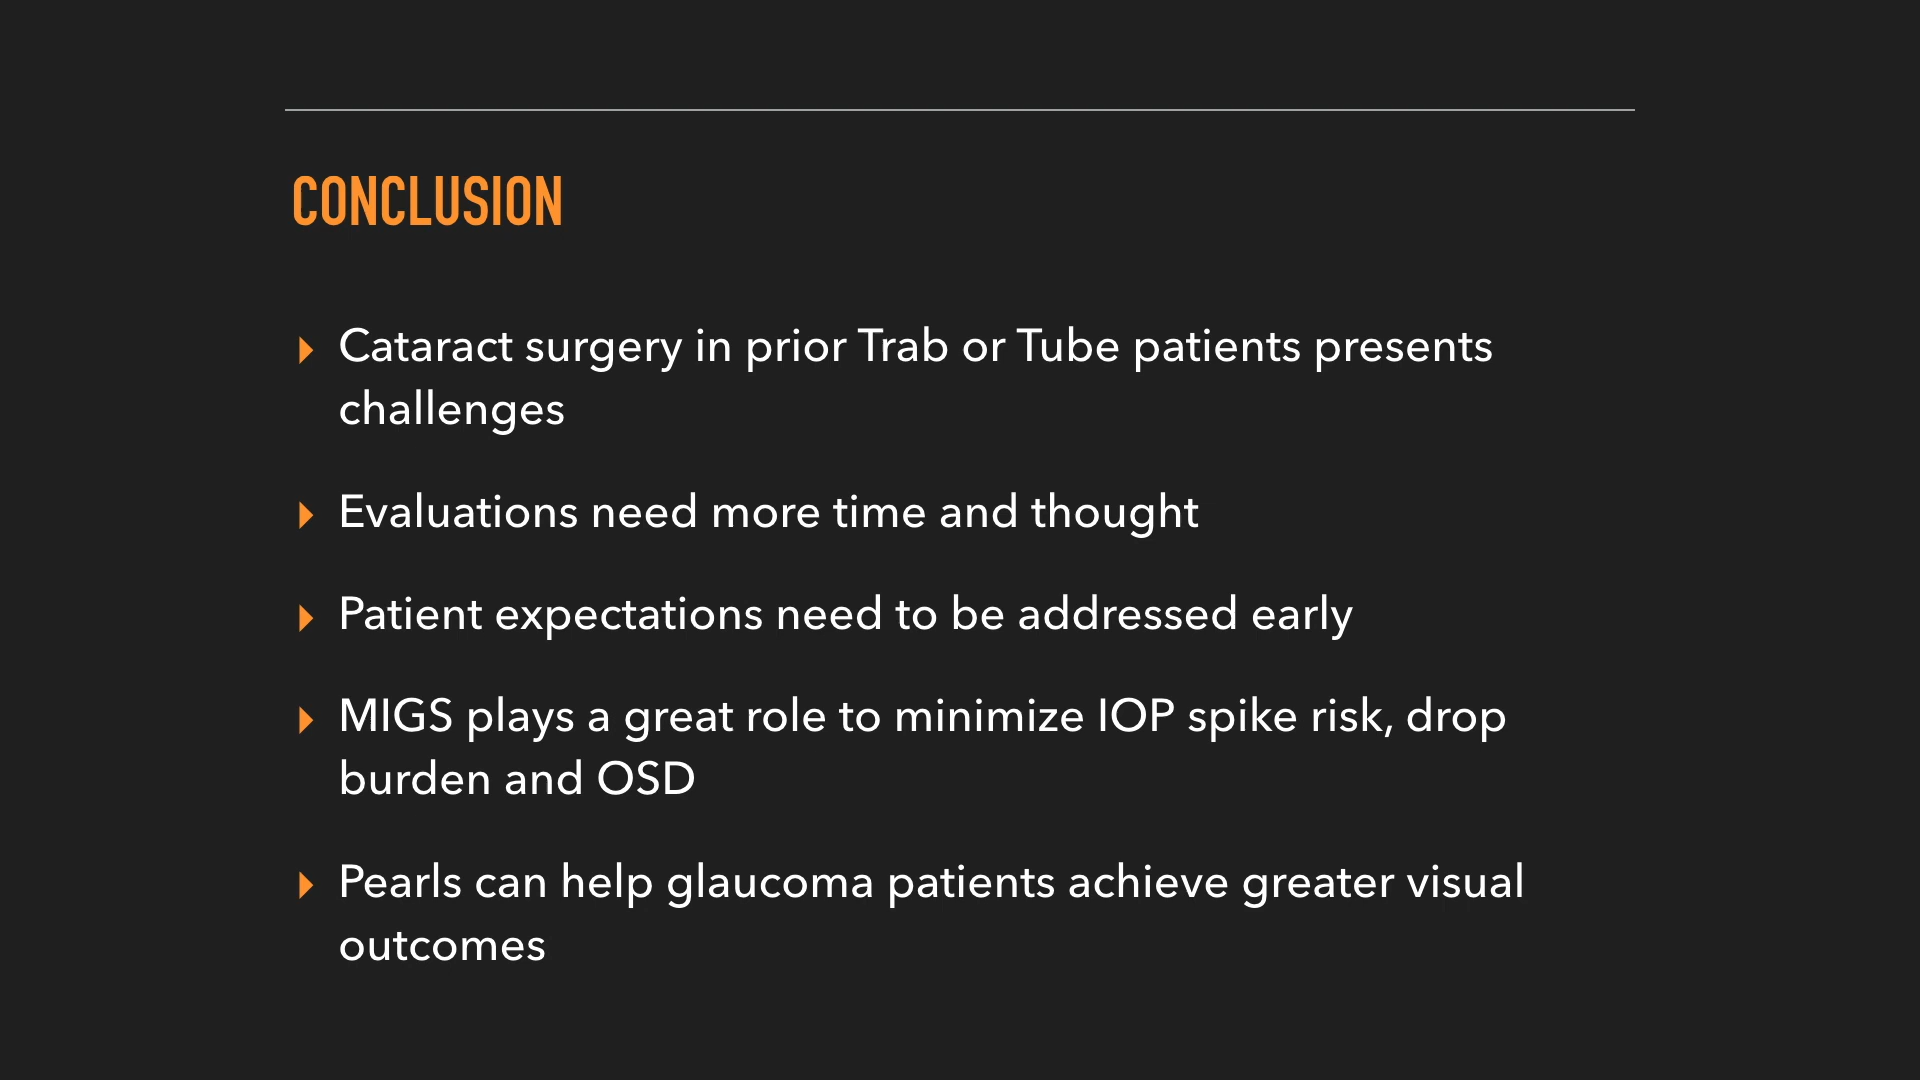 CONCLUSION
Cataract surgery in prior Trab or Tube patients presents
challenges
Evaluations need more time and thought
Patient expectations need to be addressed early
MIGS plays a great role to minimize IOP spike risk, drop
burden and OSD
Pearls can help glaucoma patients achieve greater visual
outcomes